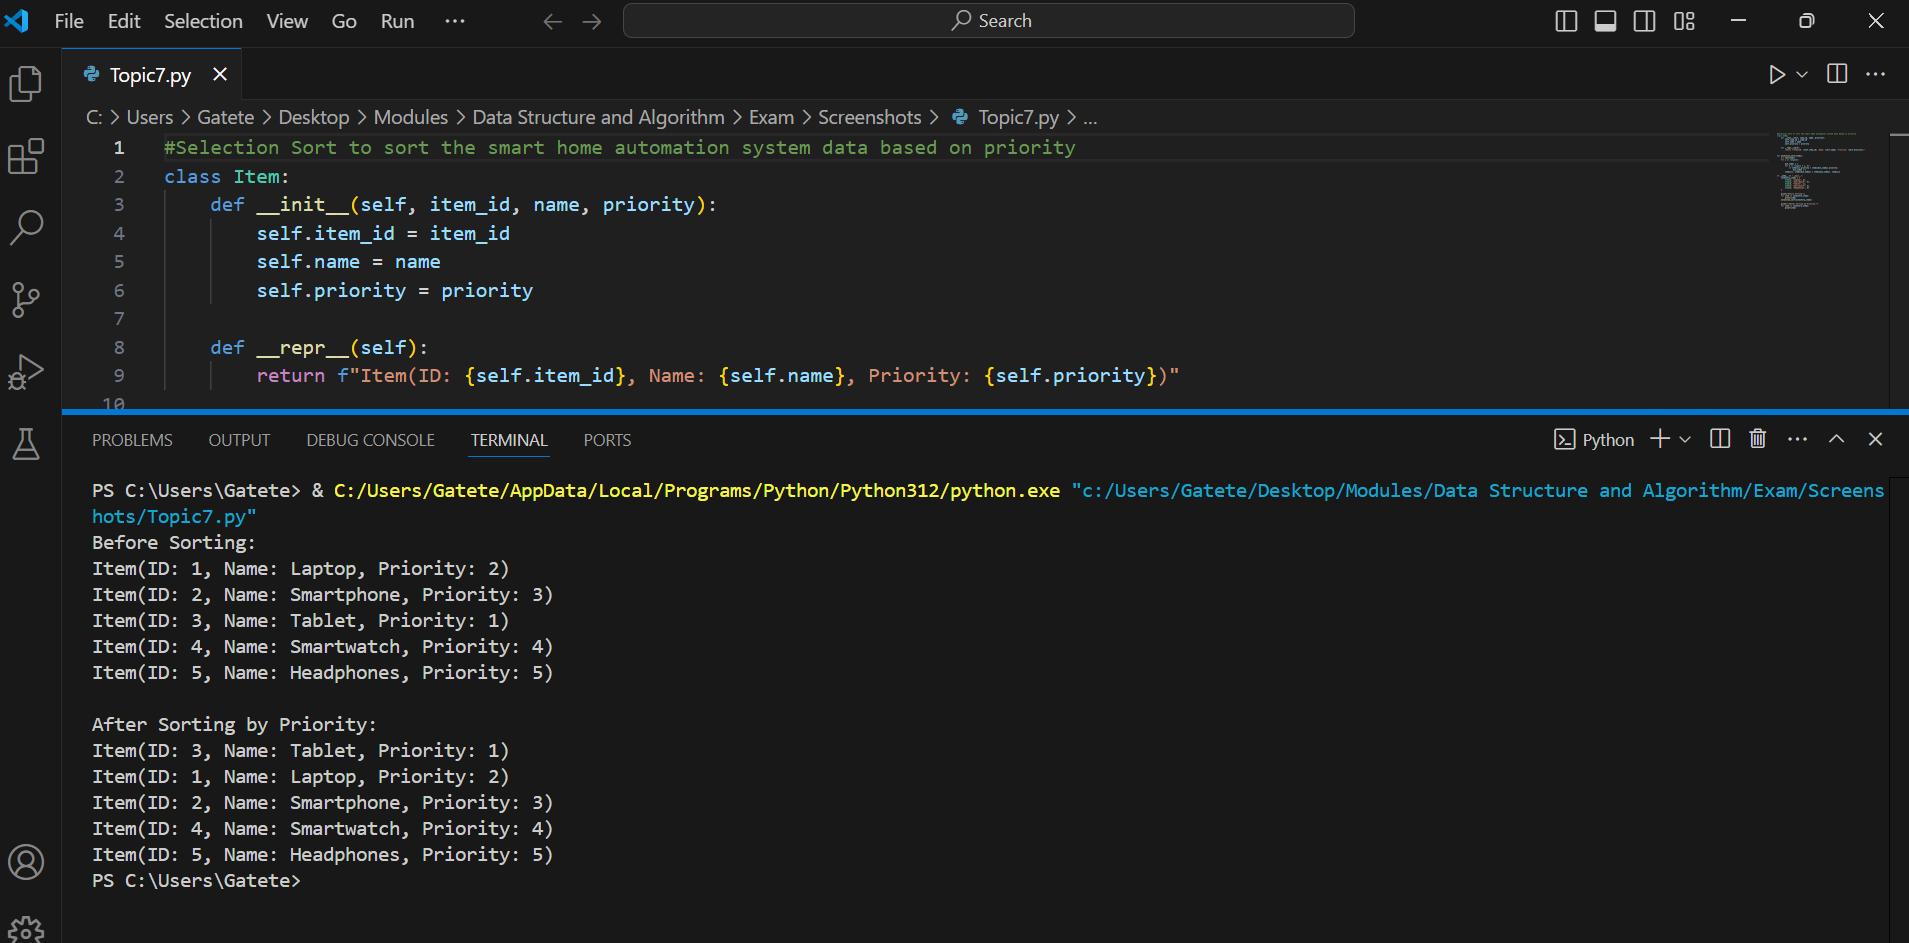 File Edit Selection View Go Run ... Search
Topic7.py
C: > Users > Gatete > Desktop > Modules > Data Structure and Algorithm > Exam > Screenshots > Topic7.py > ...
1 #Selection Sort to sort the smart home automation system data based on priority
2 class Item:
3 def __init__(self, item_id, name, priority):
4 self.item_id = item_id
5 self.name = name
6 self.priority = priority
7
8 def __repr__(self):
9 return f"Item(ID: {self.item_id}, Name: {self.name}, Priority: {self.priority})"
10
PROBLEMS OUTPUT DEBUG CONSOLE TERMINAL PORTS Python
PS C:\Users\Gatete> & C:/Users/Gatete/AppData/Local/Programs/Python/Python312/python.exe "c:/Users/Gatete/Desktop/Modules/Data Structure and Algorithm/Exam/Screens
hots/Topic7.py"
Before Sorting:
Item(ID: 1, Name: Laptop, Priority: 2)
Item(ID: 2, Name: Smartphone, Priority: 3)
Item(ID: 3, Name: Tablet, Priority: 1)
Item(ID: 4, Name: Smartwatch, Priority: 4)
Item(ID: 5, Name: Headphones, Priority: 5)
After Sorting by Priority:
Item(ID: 3, Name: Tablet, Priority: 1)
Item(ID: 1, Name: Laptop, Priority: 2)
Item(ID: 2, Name: Smartphone, Priority: 3)
Item(ID: 4, Name: Smartwatch, Priority: 4)
Item(ID: 5, Name: Headphones, Priority: 5)
PS C:\Users\Gatete>